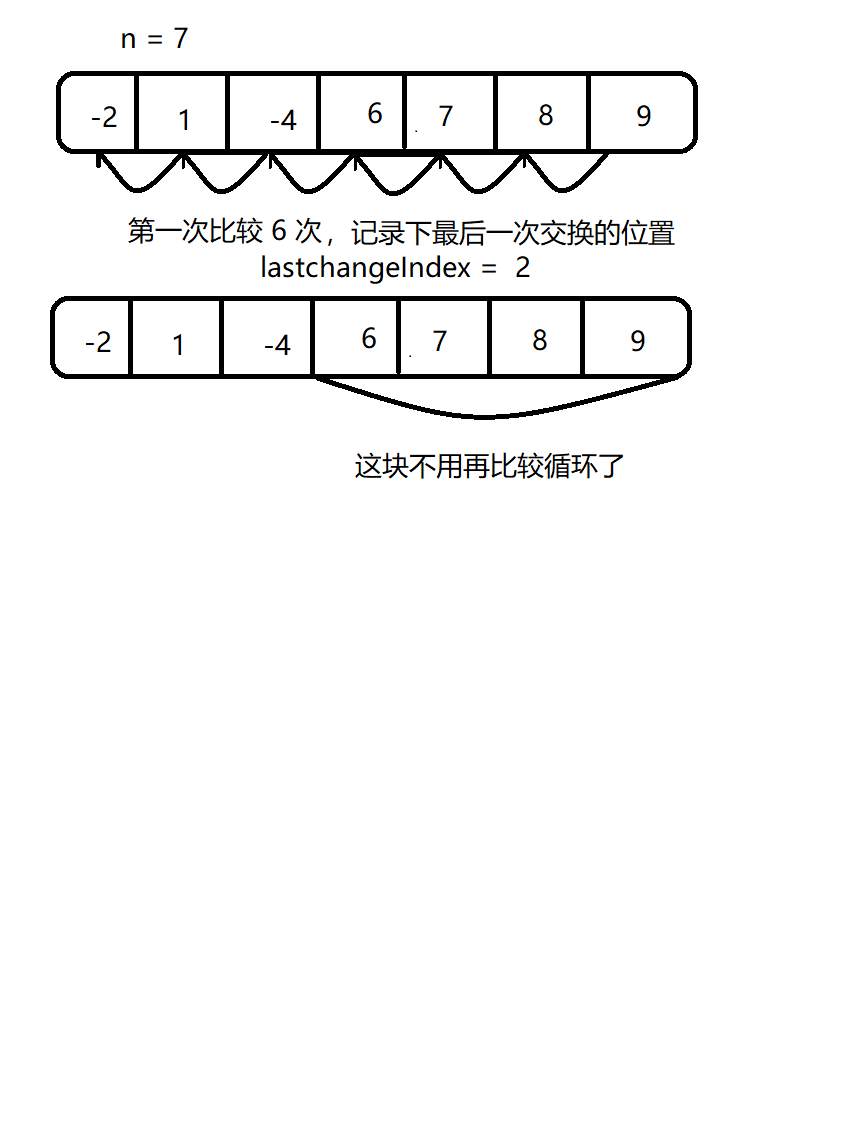 n = 7
-2 1 -4 6 7 8 9
第一次比较 6 次，记录下最后一次交换的位置
lastchangeIndex = 2
-2 1 -4 6 7 8 9
这块不用再比较循环了